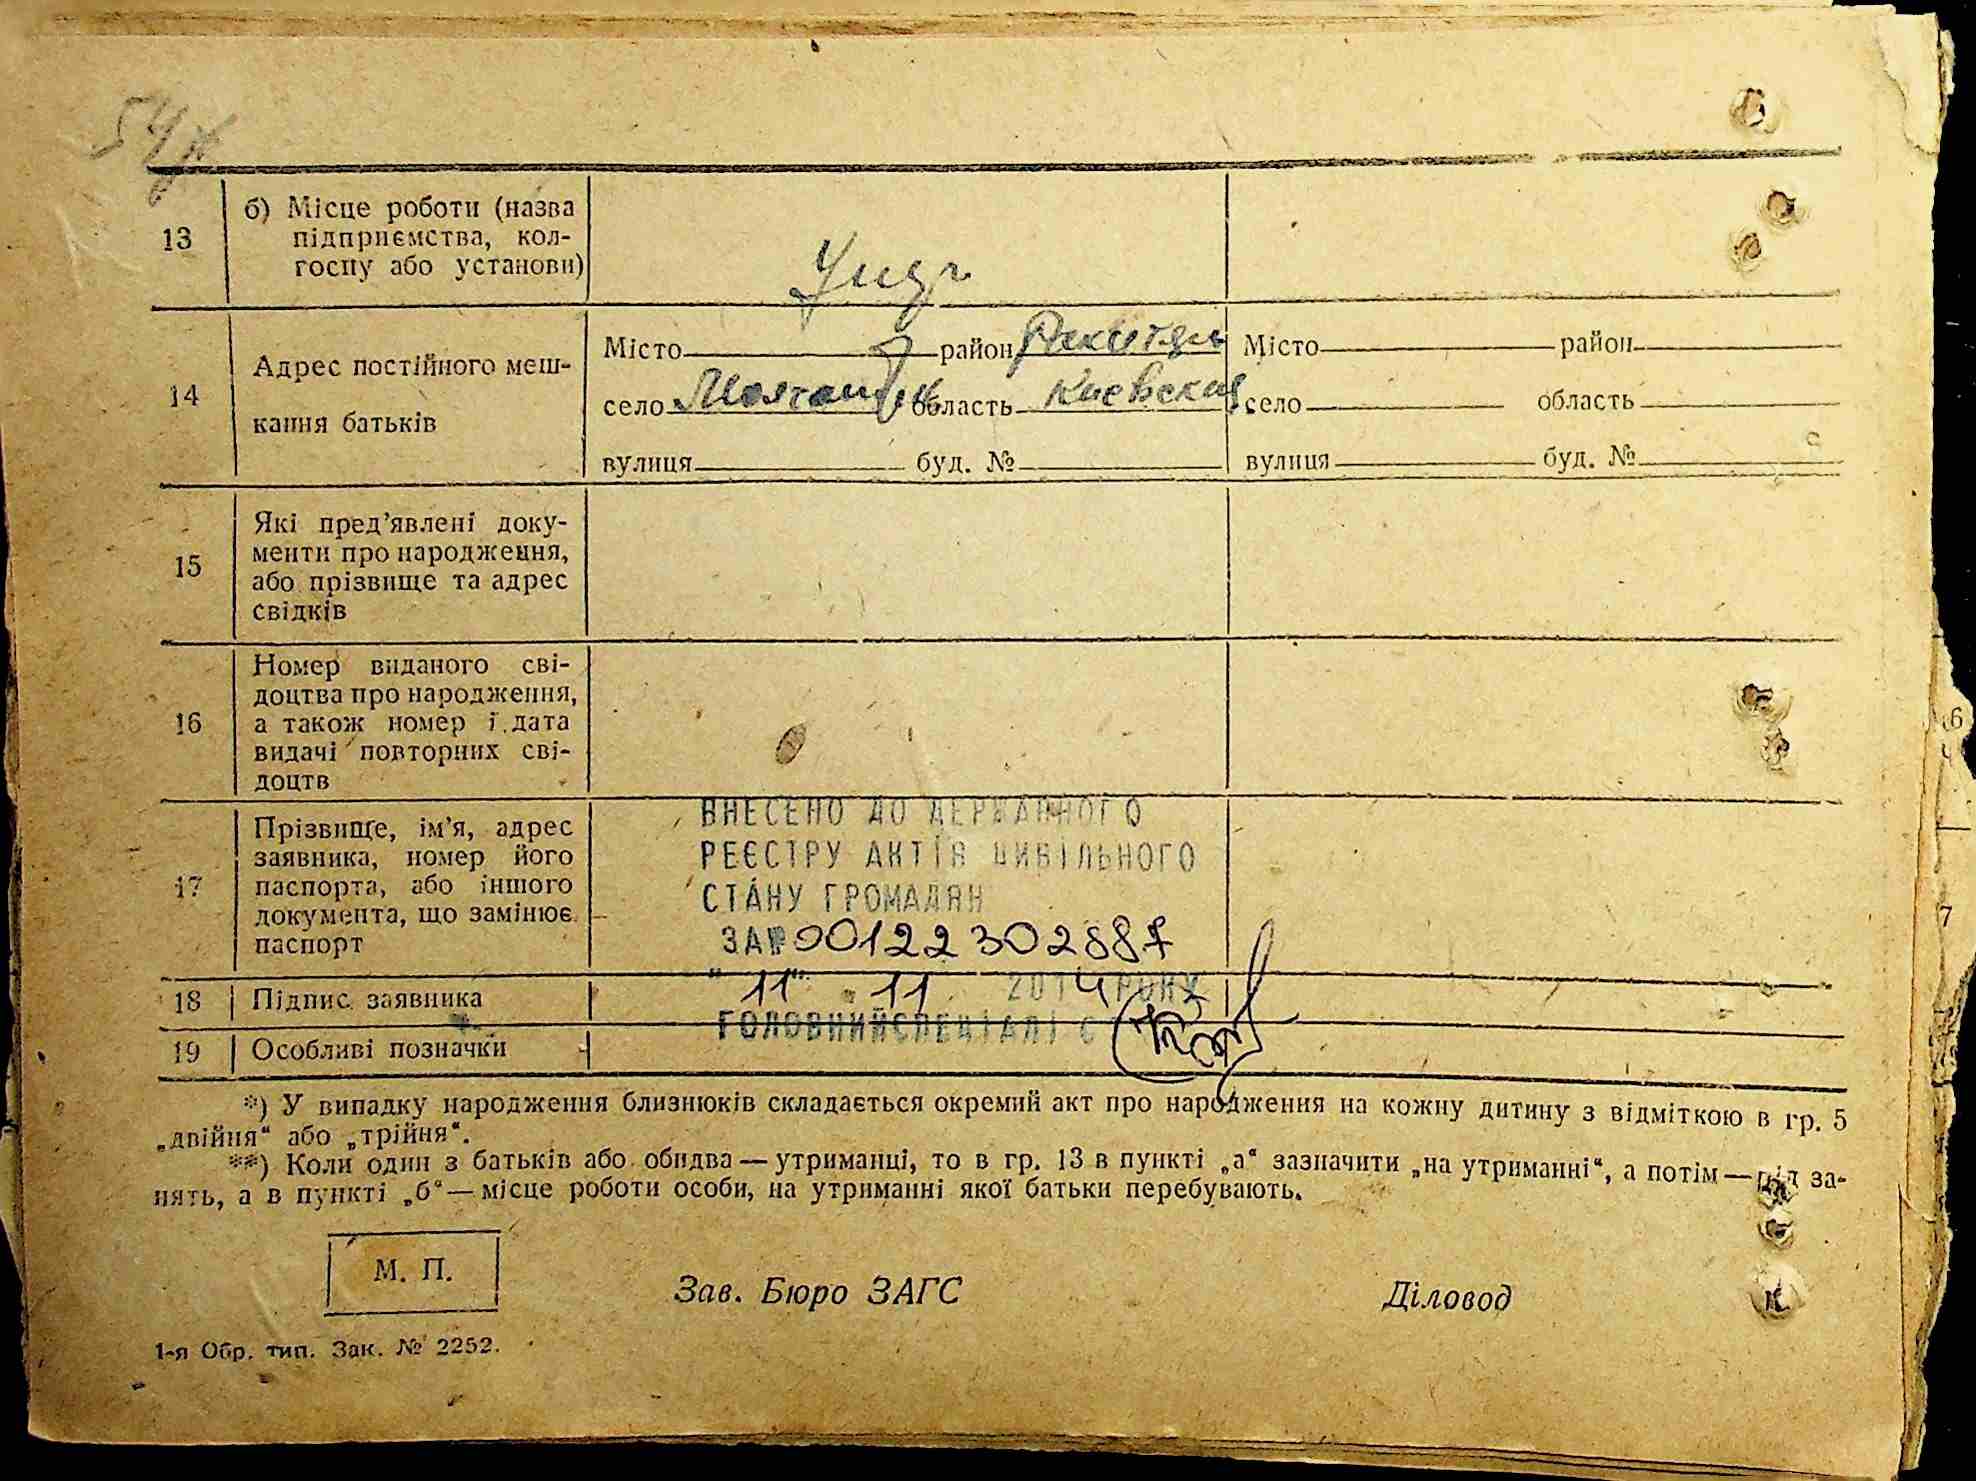 54
13
б) Місце роботи (назва
підприємства, кол-
госпу або установи)
14
Адрес постійного меш-
кання батьків
Місто район Ракитян Місто район
село область Киевская село область
вулиця буд. № вулиця буд. №
15
Які пред’явлені доку-
менти про народження,
або прізвище та адрес
свідків
16
Номер виданого сві-
доцтва про народження,
а також номер і дата
видачі повторних сві-
доцтв
17
Прізвище, ім’я, адрес
заявника, номер його
паспорта, або іншого
документа, що замінює
паспорт
ВНЕСЕНО ДО ДЕРЖАВНОГО
РЕЄСТРУ АКТІВ ЦИВІЛЬНОГО
СТАНУ ГРОМАДЯН
ЗА № 00122302887
18 Підпис заявника
"11" 11 2014 РОКУ
ГОЛОВНИЙ СПЕЦІАЛІСТ
19 Особливі позначки
*) У випадку народження близнюків складається окремий акт про народження на кожну дитину з відміткою в гр. 5
„двійня“ або „трійня“.
**) Коли один з батьків або обидва — утриманці, то в гр. 13 в пункті „а“ зазначити „на утриманні“, а потім — рід за-
нять, а в пункті „б“ — місце роботи особи, на утриманні якої батьки перебувають.
М. П.
Зав. Бюро ЗАГС
Діловод
1-я Обр. тип. Зак. № 2252.
6
7